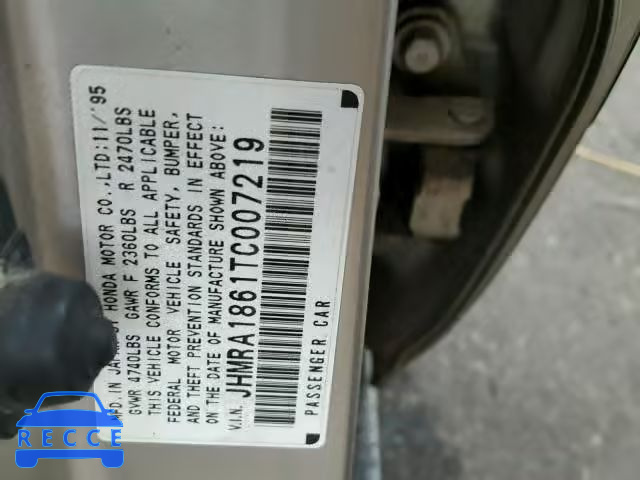 MFD. IN JAPAN BY HONDA MOTOR CO.,LTD:11/'95
GVWR 4740LBS GAWR F 2360LBS R 2470LBS
THIS VEHICLE CONFORMS TO ALL APPLICABLE
FEDERAL MOTOR VEHICLE SAFETY, BUMPER,
AND THEFT PREVENTION STANDARDS IN EFFECT
ON THE DATE OF MANUFACTURE SHOWN ABOVE:
V.I.N. JHMRA1861TC007219
PASSENGER CAR
RECCE